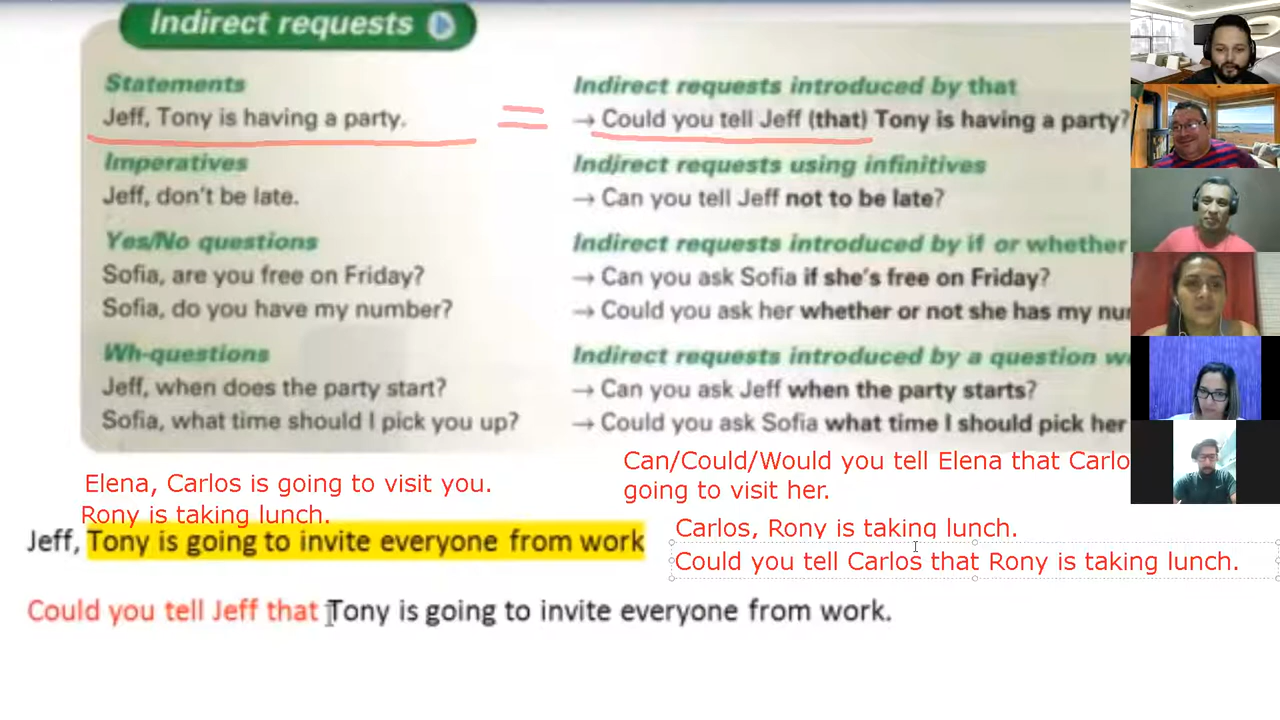 Indirect requests
Statements
Jeff, Tony is having a party.
Imperatives
Jeff, don't be late.
Yes/No questions
Sofia, are you free on Friday?
Sofia, do you have my number?
Wh-questions
Jeff, when does the party start?
Sofia, what time should I pick you up?
=
Indirect requests introduced by that
→ Could you tell Jeff (that) Tony is having a party?
Indirect requests using infinitives
→ Can you tell Jeff not to be late?
Indirect requests introduced by if or whether
→ Can you ask Sofia if she's free on Friday?
→ Could you ask her whether or not she has my
Indirect requests introduced by a question
→ Can you ask Jeff when the party starts?
→ Could you ask Sofia what time I should pick her
Elena, Carlos is going to visit you.
Rony is taking lunch.
Jeff, Tony is going to invite everyone from work
Can/Could/Would you tell Elena that
going to visit her.
Carlos, Rony is taking lunch.
Could you tell Carlos that Rony is taking lunch.
Could you tell Jeff that Tony is going to invite everyone from work.